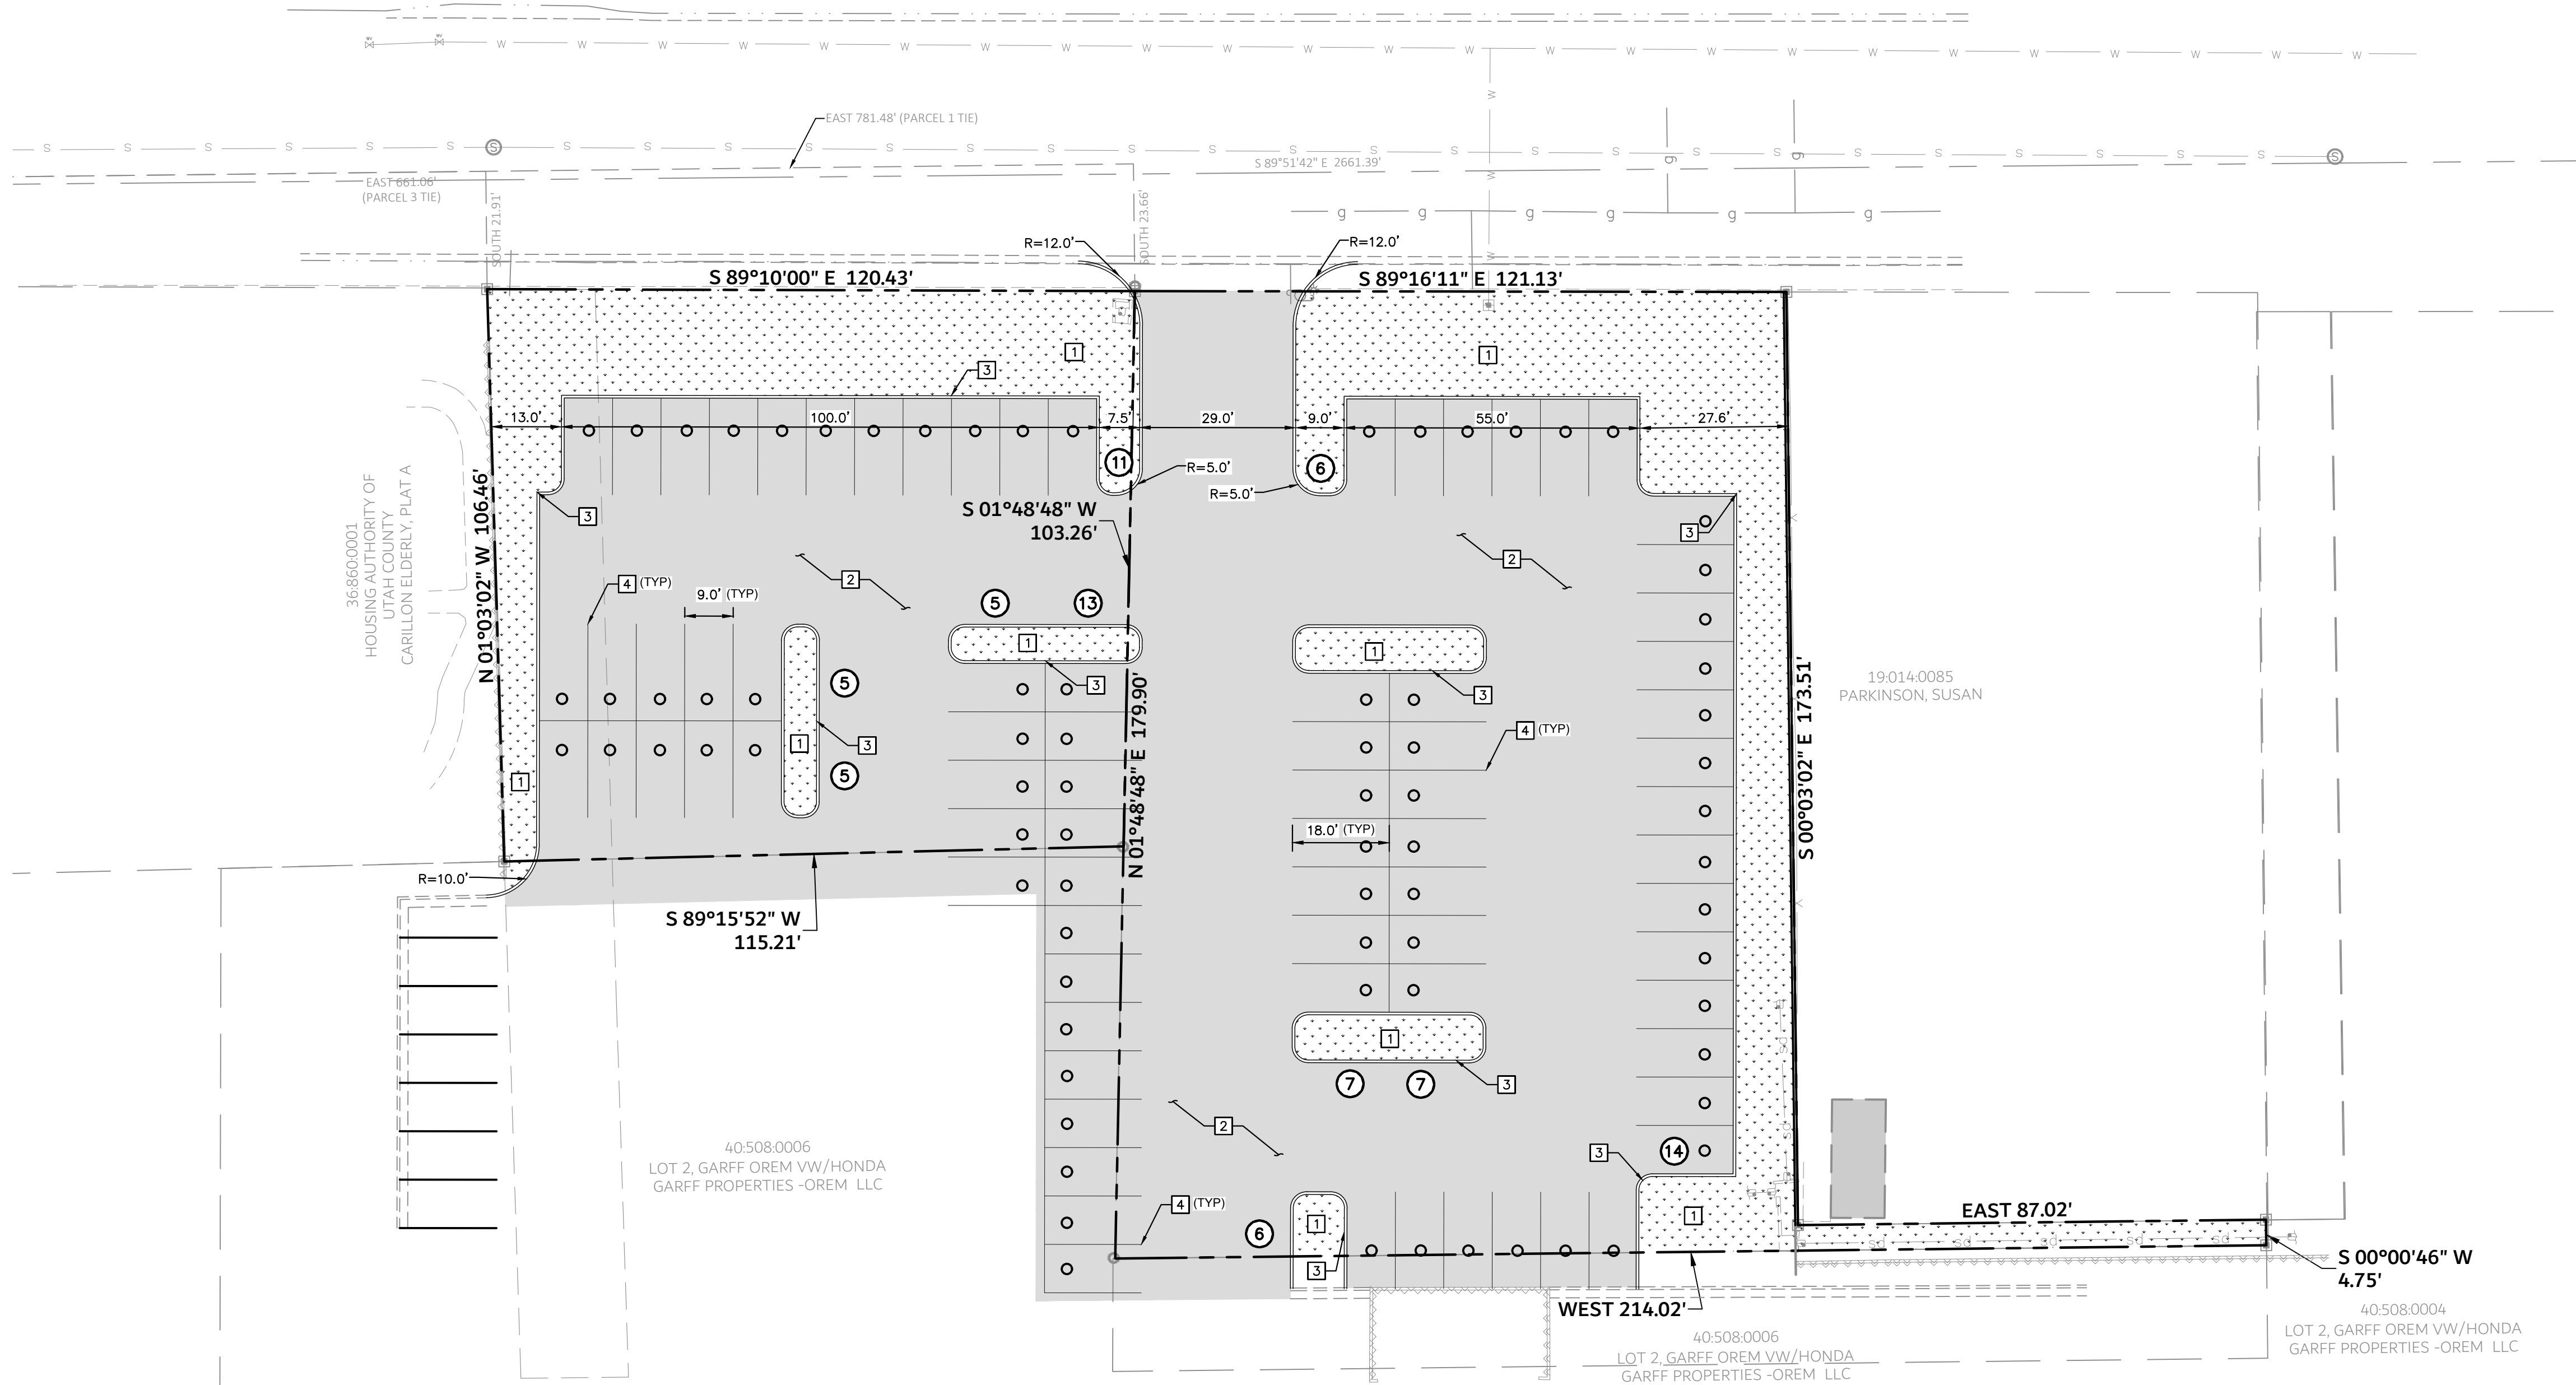 WV
WV
W W W W W W W W W W W W W W W W W W W W W W W W
W
EAST 781.48' (PARCEL 1 TIE)
S S S S S S S S S S S S S S S S S S S S S S S S S S S S S S
S 89°51'42" E 2661.39'
g g
W
EAST 661.06'
(PARCEL 3 TIE)
SOUTH 21.91'
SOUTH 23.66'
g g g g g g
W
R=12.0'
R=12.0'
S 89°10'00" E 120.43'
S 89°16'11" E 121.13'
1
1
3
13.0'
100.0'
7.5'
29.0'
9.0'
55.0'
27.6'
11
6
R=5.0'
R=5.0'
3
3
S 01°48'48" W
103.26'
N 01°03'02" W 106.46'
36:860:0001
HOUSING AUTHORITY OF
UTAH COUNTY
CARILLON ELDERLY, PLAT A
2
2
4 (TYP)
9.0' (TYP)
5
13
1
1
5
3
3
19:014:0085
PARKINSON, SUSAN
N 01°48'48" E 179.90'
S 00°03'02" E 173.51'
4 (TYP)
1
3
5
1
18.0' (TYP)
R=10.0'
S 89°15'52" W
115.21'
1
7
7
3
2
40:508:0006
LOT 2, GARFF OREM VW/HONDA
GARFF PROPERTIES -OREM LLC
3
14
4 (TYP)
6
1
1
3
sd
sd
EAST 87.02'
sd sd sd sd sd
S 00°00'46" W
4.75'
WEST 214.02'
40:508:0006
LOT 2, GARFF OREM VW/HONDA
GARFF PROPERTIES -OREM LLC
40:508:0004
LOT 2, GARFF OREM VW/HONDA
GARFF PROPERTIES -OREM LLC